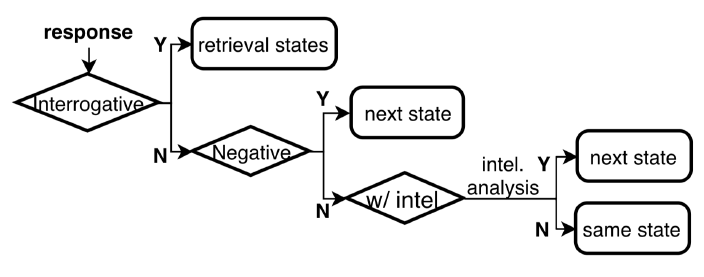 response
Interrogative
Y
retrieval states
N
Negative
Y
next state
N
w/ intel
intel.
analysis
Y
next state
N
same state